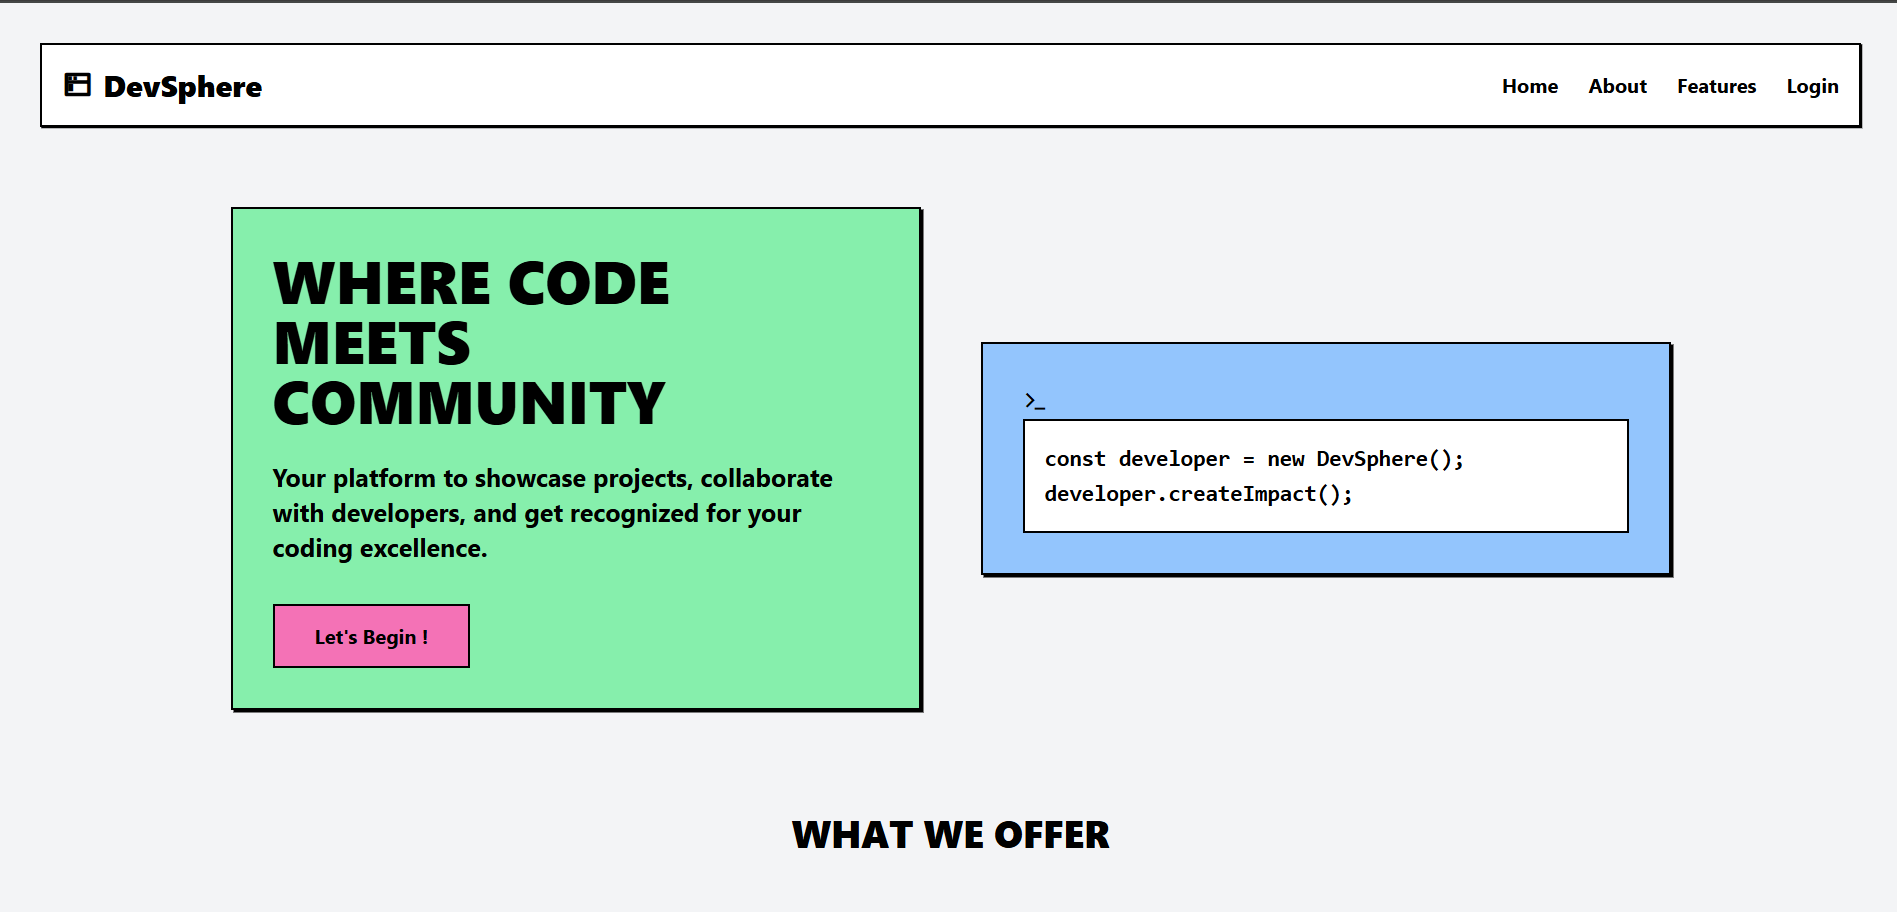 DevSphere
Home About Features Login
WHERE CODE
MEETS
COMMUNITY
Your platform to showcase projects, collaborate
with developers, and get recognized for your
coding excellence.
Let's Begin !
>_
const developer = new DevSphere();
developer.createImpact();
WHAT WE OFFER